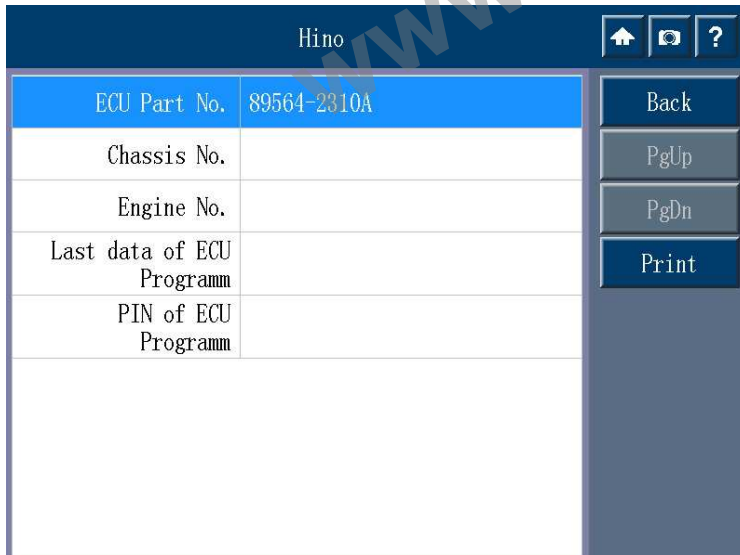 www
Hino
?
ECU Part No. 89564-2310A
Back
Chassis No.
PgUp
Engine No.
PgDn
Last data of ECU
Programm
Print
PIN of ECU
Programm